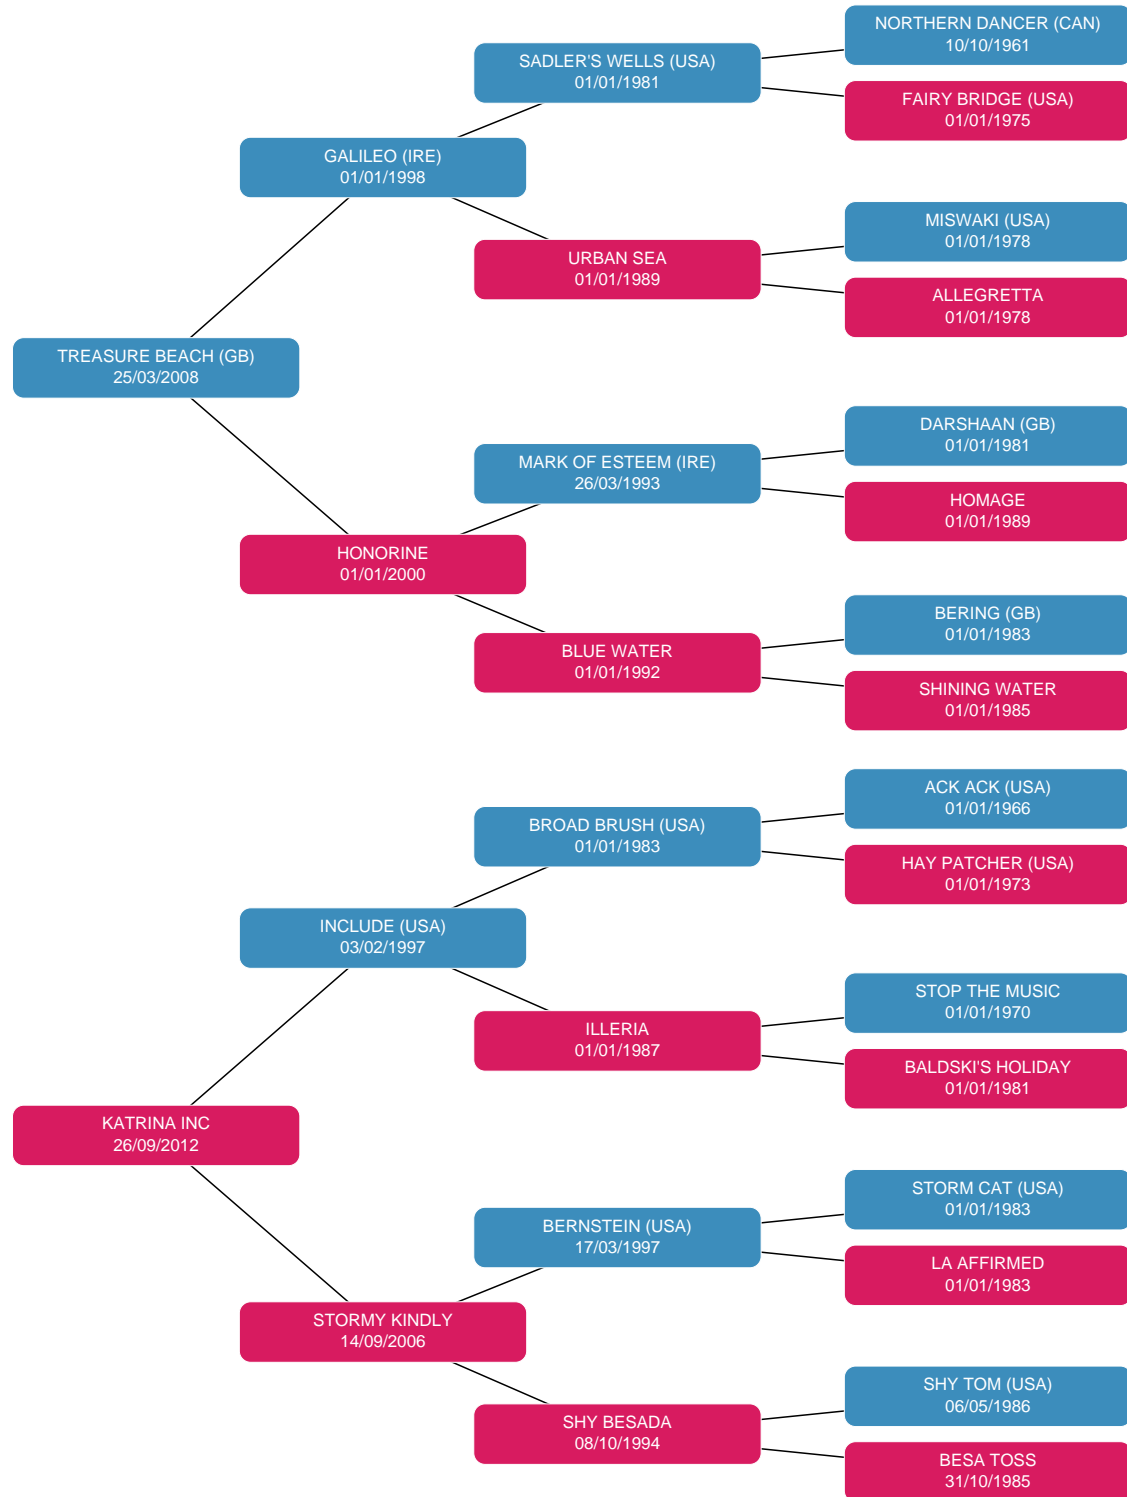 NORTHERN DANCER (CAN)
10/10/1961
SADLER'S WELLS (USA)
01/01/1981
FAIRY BRIDGE (USA)
01/01/1975
GALILEO (IRE)
01/01/1998
MISWAKI (USA)
01/01/1978
URBAN SEA
01/01/1989
ALLEGRETTA
01/01/1978
TREASURE BEACH (GB)
25/03/2008
DARSHAAN (GB)
01/01/1981
MARK OF ESTEEM (IRE)
26/03/1993
HOMAGE
01/01/1989
HONORINE
01/01/2000
BERING (GB)
01/01/1983
BLUE WATER
01/01/1992
SHINING WATER
01/01/1985
ACK ACK (USA)
01/01/1966
BROAD BRUSH (USA)
01/01/1983
HAY PATCHER (USA)
01/01/1973
INCLUDE (USA)
03/02/1997
STOP THE MUSIC
01/01/1970
ILLERIA
01/01/1987
BALDSKI'S HOLIDAY
01/01/1981
KATRINA INC
26/09/2012
STORM CAT (USA)
01/01/1983
BERNSTEIN (USA)
17/03/1997
LA AFFIRMED
01/01/1983
STORMY KINDLY
14/09/2006
SHY TOM (USA)
06/05/1986
SHY BESADA
08/10/1994
BESA TOSS
31/10/1985